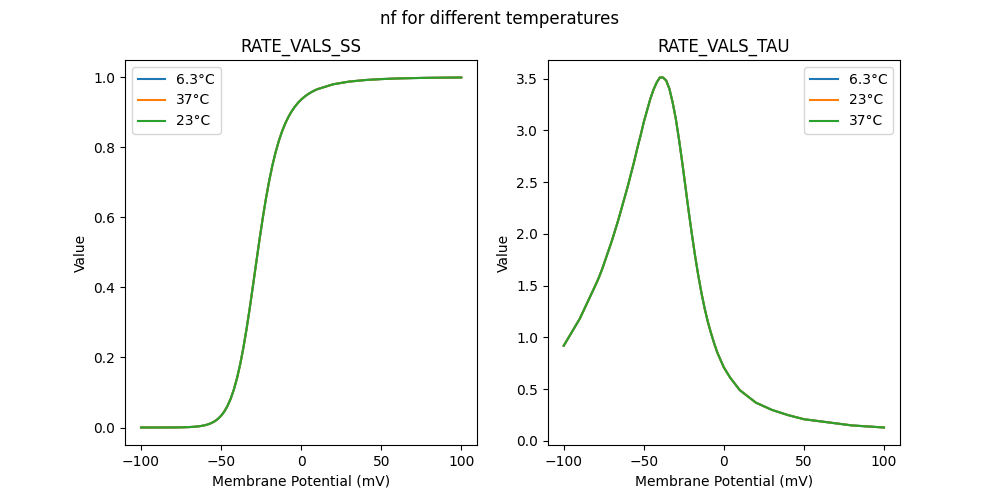 nf for different temperatures
RATE_VALS_SS
1.0
0.8
0.6
0.4
0.2
0.0
Value
−100
−50
0
50
100
Membrane Potential (mV)
6.3°C
37°C
23°C
RATE_VALS_TAU
3.5
3.0
2.5
2.0
1.5
1.0
0.5
0.0
Value
−100
−50
0
50
100
Membrane Potential (mV)
6.3°C
23°C
37°C